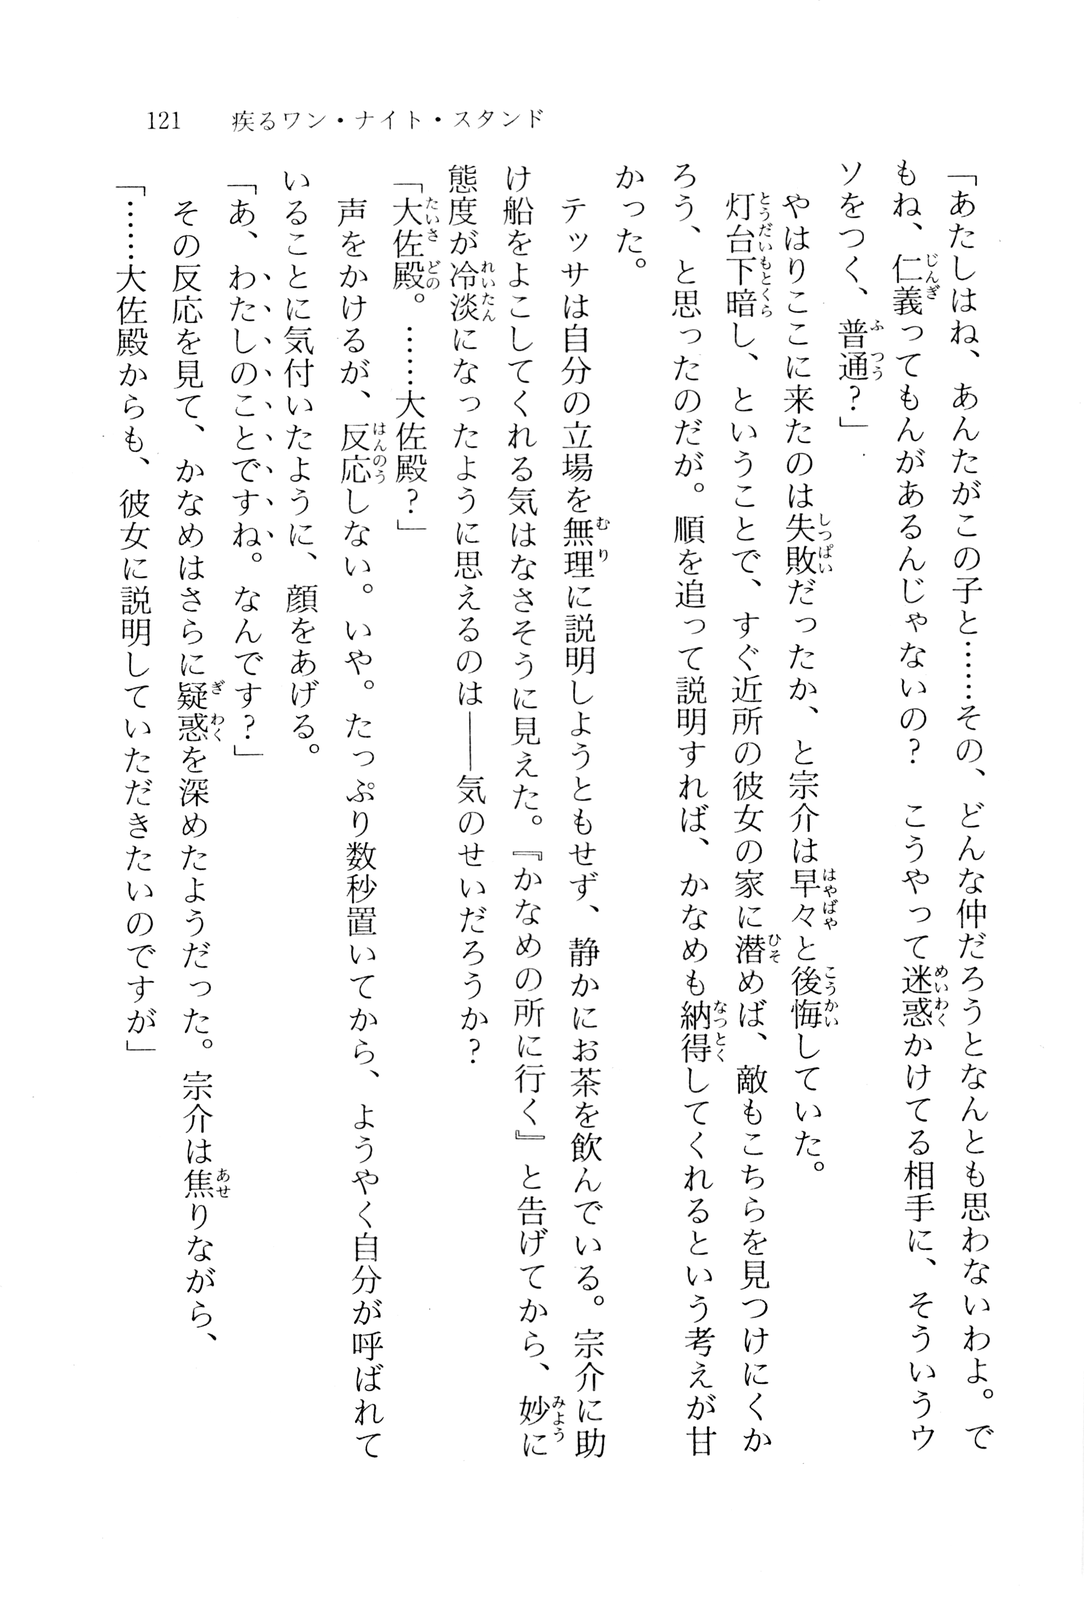 121　疾るワン・ナイト・スタンド
「あたしはね、あんたがこの子と……その、どんな仲だろうとなんとも思わないわよ。で
もね、仁義ってもんがあるんじゃないの？　こうやって迷惑かけてる相手に、そういうウ
ソをつく、普通？」
やはりここに来たのは失敗だったか、と宗介は早々と後悔していた。
灯台下暗し、ということで、すぐ近所の彼女の家に潜めば、敵もこちらを見つけにくか
ろう、と思ったのだが。順を追って説明すれば、かなめも納得してくれるという考えが甘
かった。
テッサは自分の立場を無理に説明しようともせず、静かにお茶を飲んでいる。宗介に助
け船をよこしてくれる気はなさそうに見えた。『かなめの所に行く』と告げてから、妙に
態度が冷淡になったように思えるのは――気のせいだろうか？
「大佐殿。……大佐殿？」
声をかけるが、反応しない。いや。たっぷり数秒置いてから、ようやく自分が呼ばれて
いることに気付いたように、顔をあげる。
「あ、わたしのことですね。なんです？」
その反応を見て、かなめはさらに疑惑を深めたようだった。宗介は焦りながら、
「……大佐殿からも、彼女に説明していただきたいのですが」